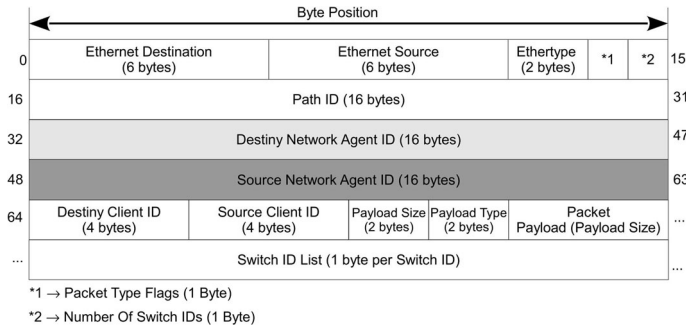 Byte Position
0 Ethernet Destination (6 bytes) Ethernet Source (6 bytes) Ethertype (2 bytes) *1 *2 15
16 Path ID (16 bytes) 31
32 Destiny Network Agent ID (16 bytes) 47
48 Source Network Agent ID (16 bytes) 63
64 Destiny Client ID (4 bytes) Source Client ID (4 bytes) Payload Size (2 bytes) Payload Type (2 bytes) Packet Payload (Payload Size) ...
... Switch ID List (1 byte per Switch ID) ...
*1 → Packet Type Flags (1 Byte)
*2 → Number Of Switch IDs (1 Byte)